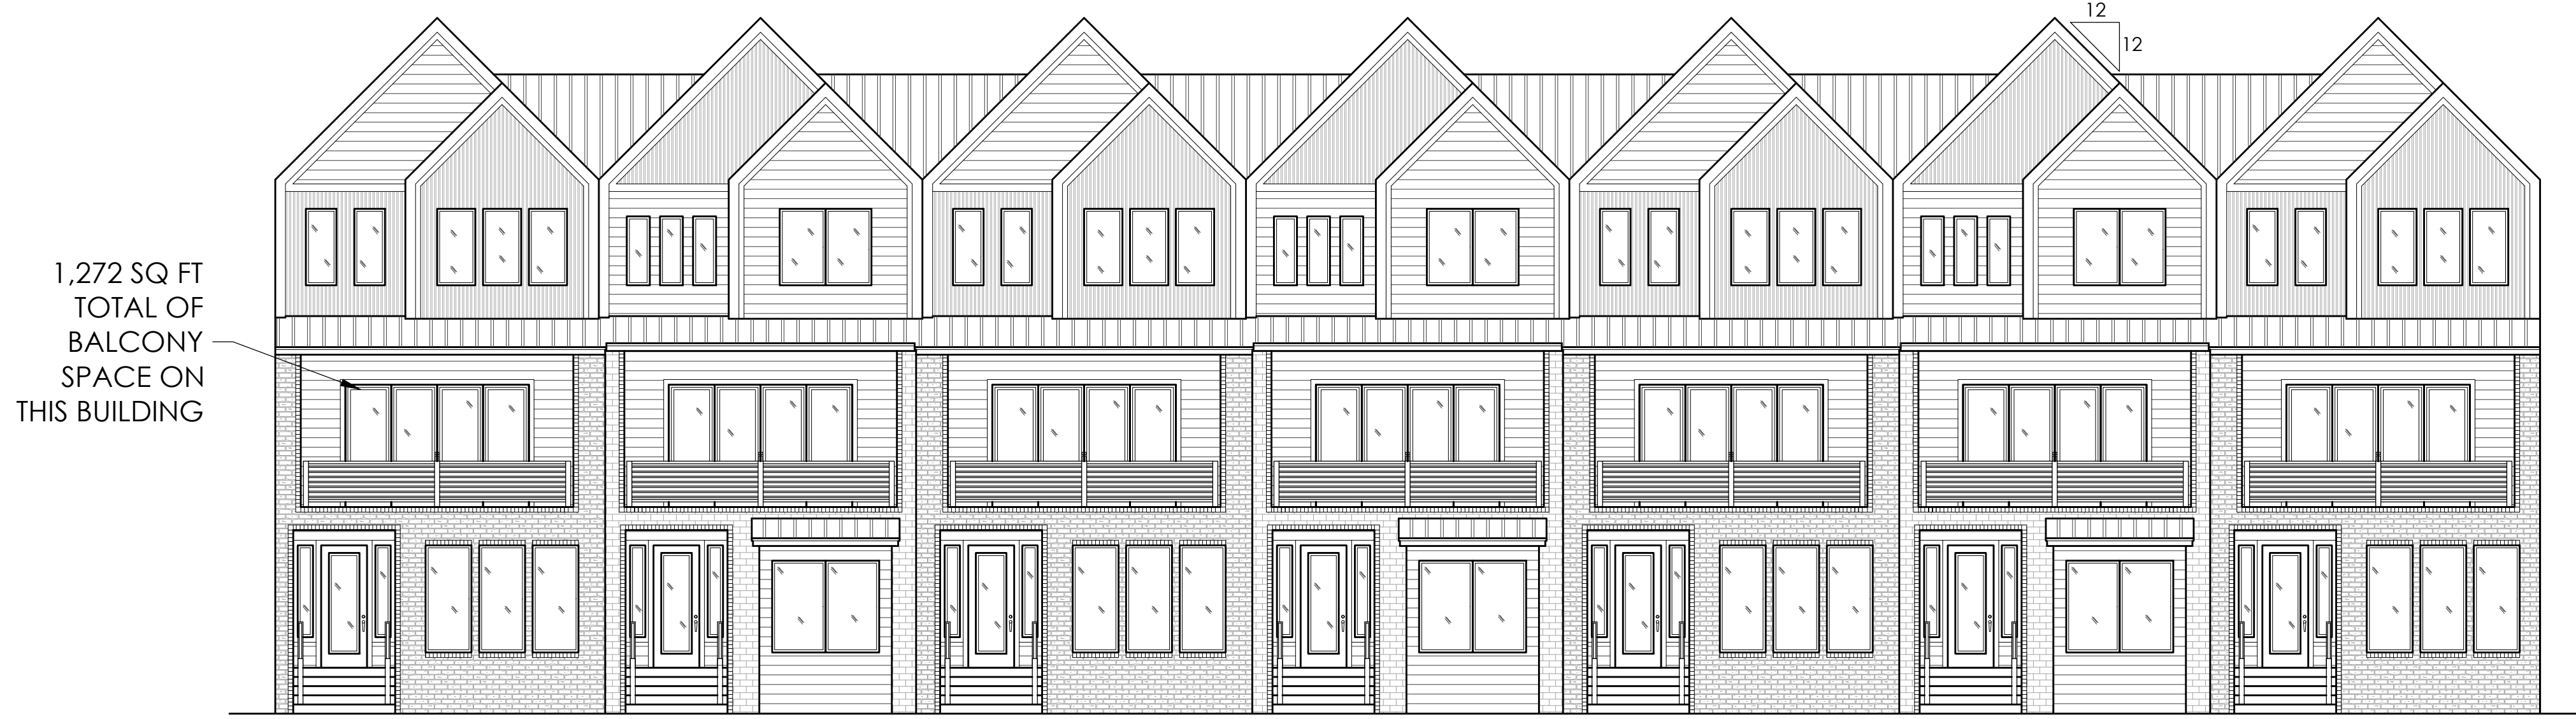 12
12
1,272 SQ FT
TOTAL OF
BALCONY
SPACE ON
THIS BUILDING